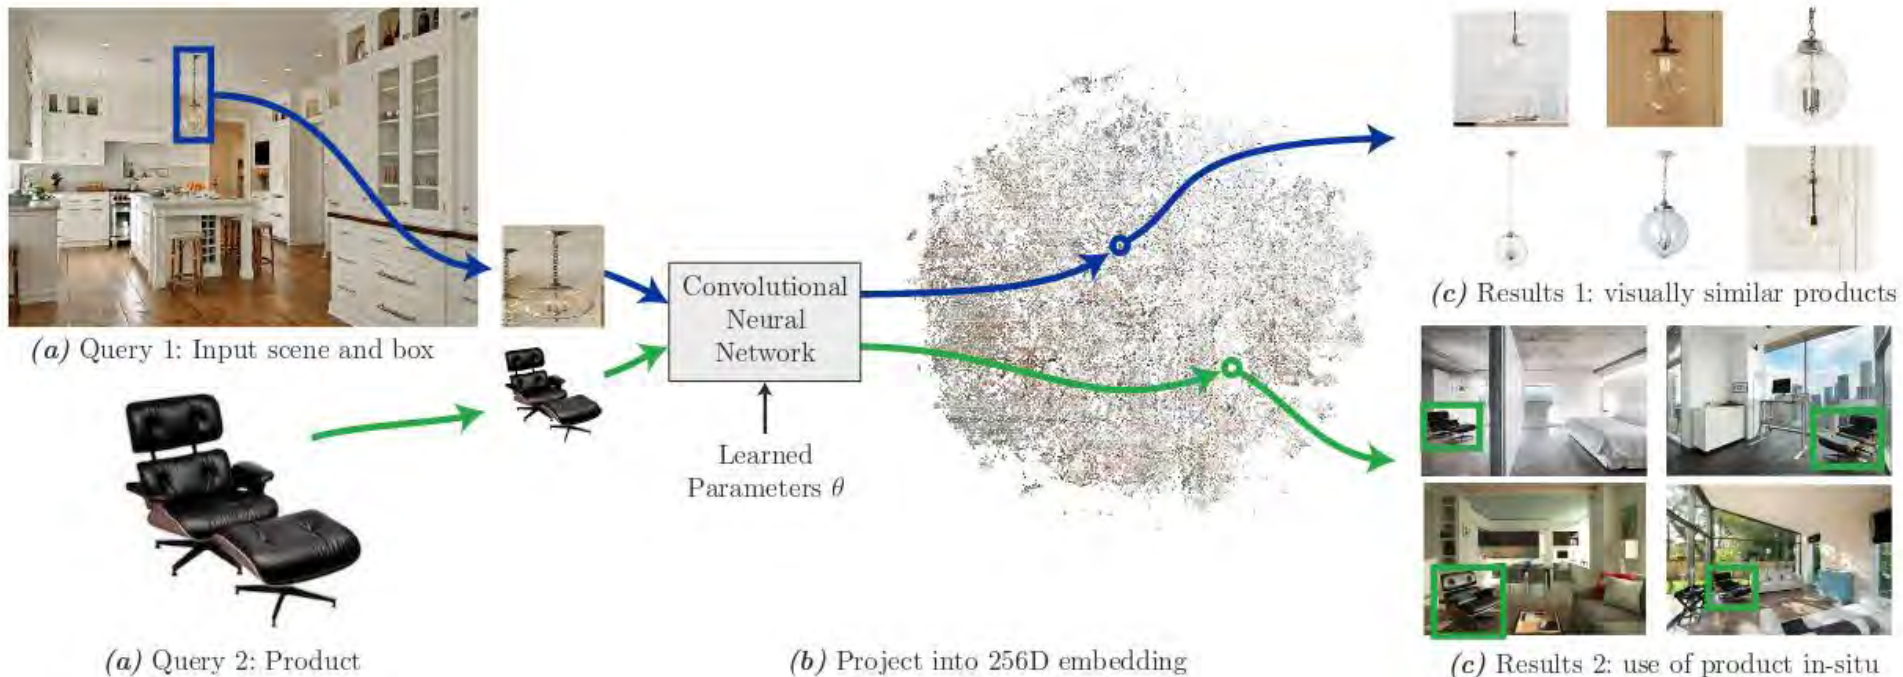 (a) Query 1: Input scene and box
(a) Query 2: Product
Convolutional
Neural
Network
Learned
Parameters θ
(b) Project into 256D embedding
(c) Results 1: visually similar products
(c) Results 2: use of product in-situ